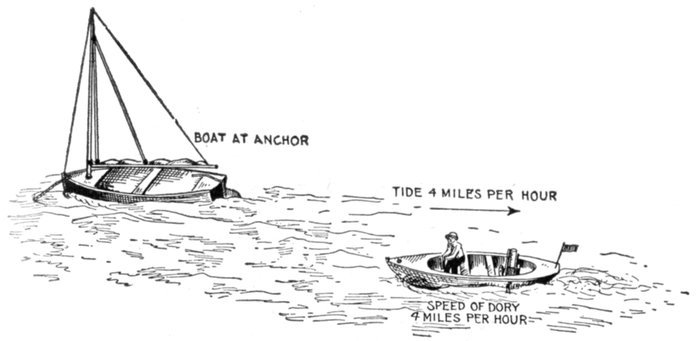 BOAT AT ANCHOR
TIDE 4 MILES PER HOUR
SPEED OF DORY
4 MILES PER HOUR